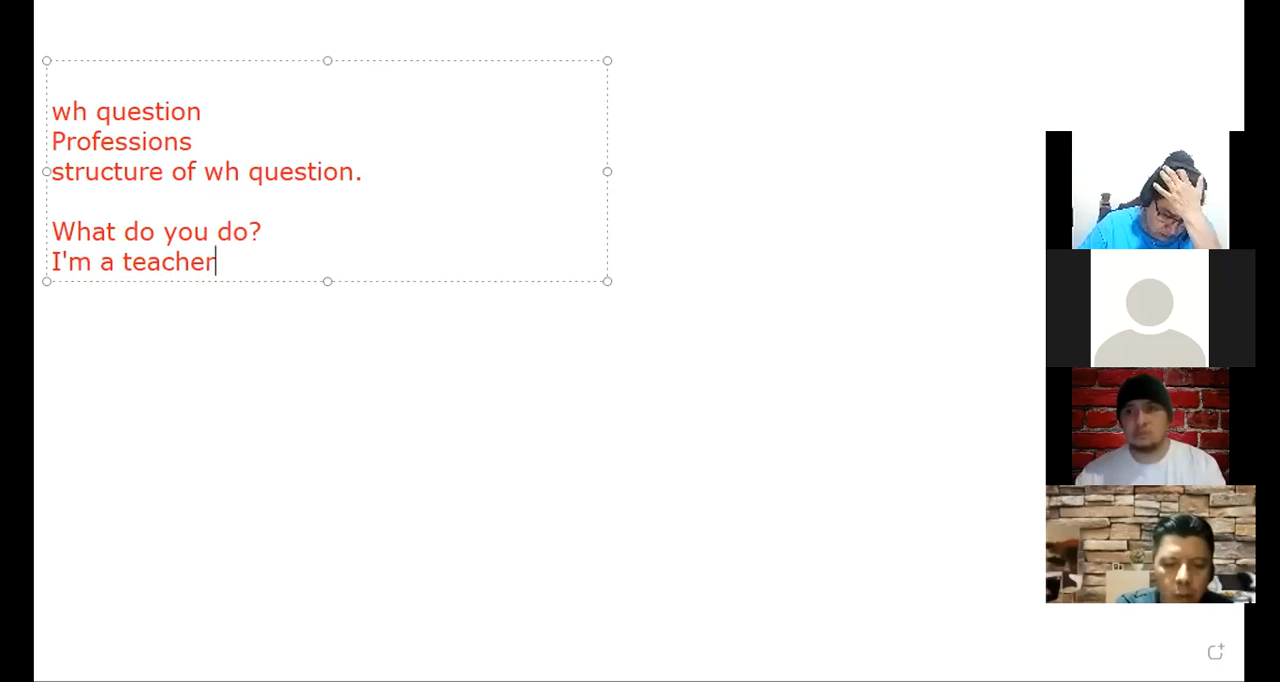 wh question
Professions
structure of wh question.
What do you do?
I'm a teacher